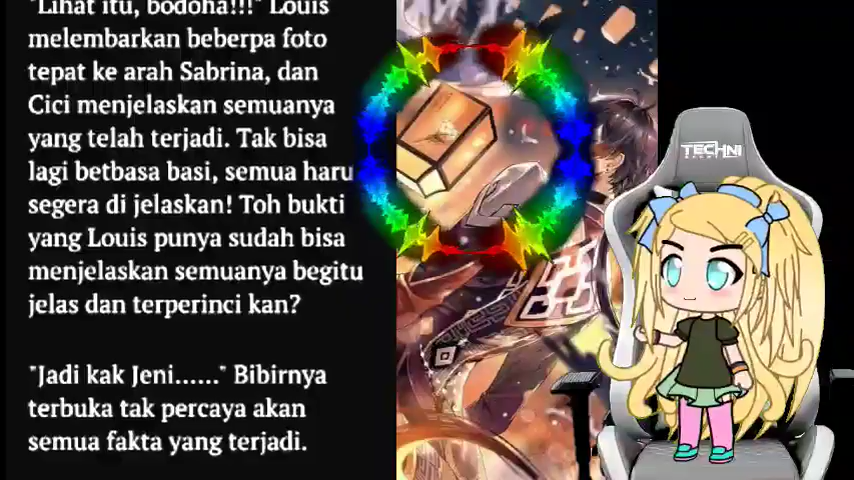 "Lihat itu, bodoha!!!" Louis
melembarkan beberpa foto
tepat ke arah Sabrina, dan
Cici menjelaskan semuanya
yang telah terjadi. Tak bisa
lagi betbasa basi, semua haru
segera di jelaskan! Toh bukti
yang Louis punya sudah bisa
menjelaskan semuanya begitu
jelas dan terperinci kan?
"Jadi kak Jeni......" Bibirnya
terbuka tak percaya akan
semua fakta yang terjadi.
TECHNI